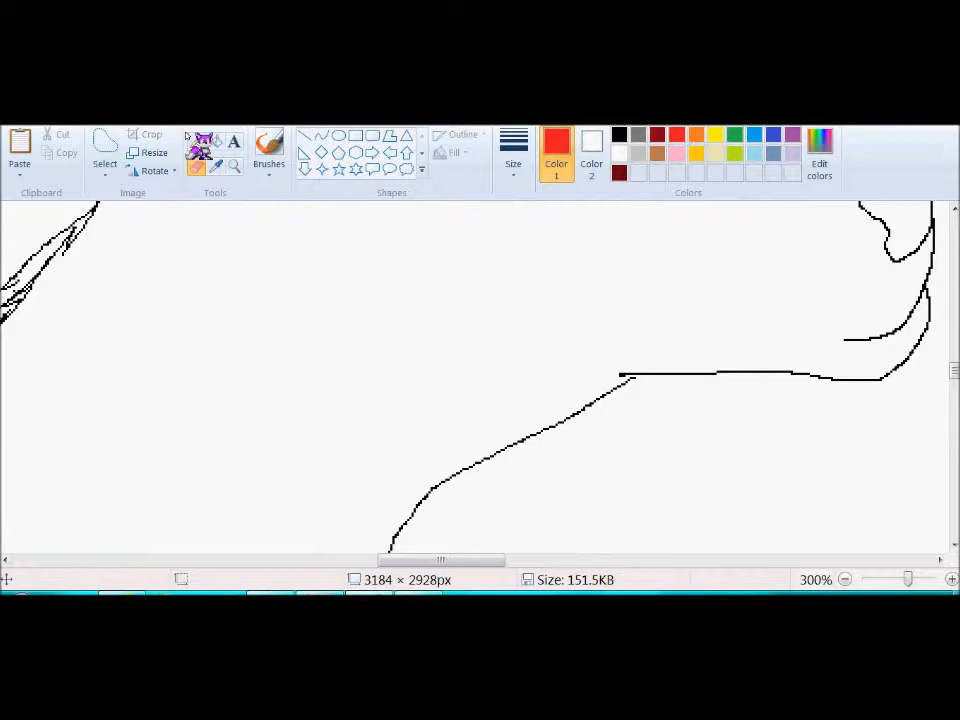 Paste
Cut
Copy
Clipboard
Select
Crop
Resize
Rotate
Image
A
Tools
Brushes
Outline
Fill
Shapes
Size
Color
1
Color
2
Edit
colors
Colors
3184 × 2928px
Size: 151.5KB
300%